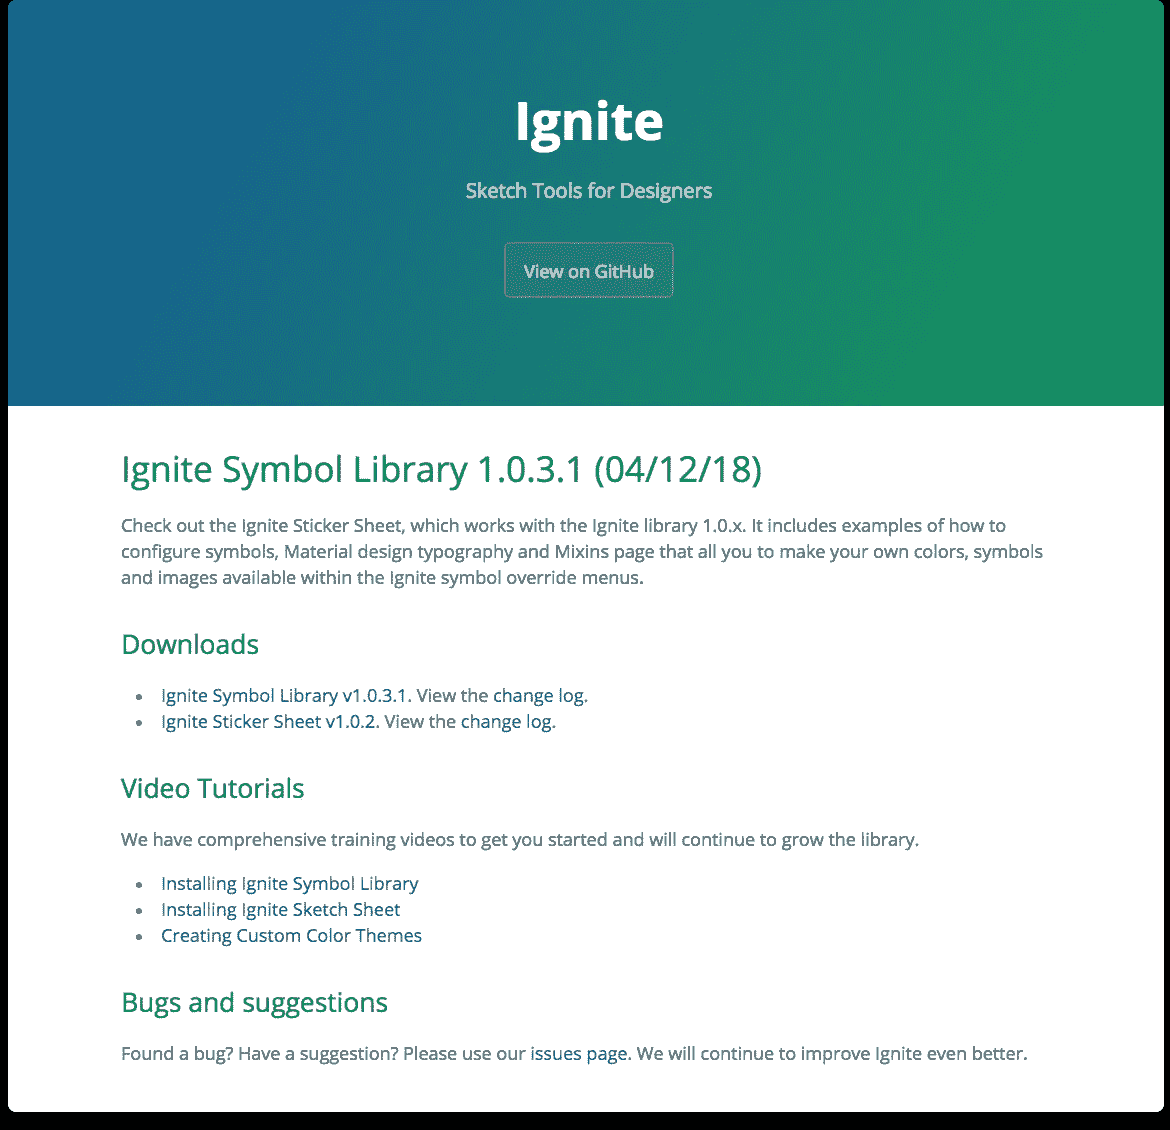 Ignite
Sketch Tools for Designers
View on GitHub
Ignite Symbol Library 1.0.3.1 (04/12/18)
Check out the Ignite Sticker Sheet, which works with the Ignite library 1.0.x. It includes examples of how to
configure symbols, Material design typography and Mixins page that all you to make your own colors, symbols
and images available within the Ignite symbol override menus.
Downloads
• Ignite Symbol Library v1.0.3.1. View the change log.
• Ignite Sticker Sheet v1.0.2. View the change log.
Video Tutorials
We have comprehensive training videos to get you started and will continue to grow the library.
• Installing Ignite Symbol Library
• Installing Ignite Sketch Sheet
• Creating Custom Color Themes
Bugs and suggestions
Found a bug? Have a suggestion? Please use our issues page. We will continue to improve Ignite even better.